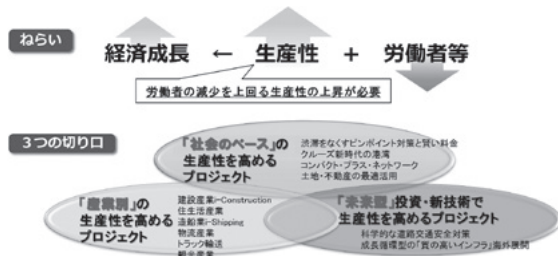 ねらい
経済成長 ← 生産性 + 労働者等
労働者の減少を上回る生産性の上昇が必要
3つの切り口
「社会のベース」の
生産性を高める
プロジェクト
渋滞をなくすピンポイント対策と賢い料金
クルーズ新時代の港湾
コンパクト・プラス・ネットワーク
土地・不動産の最適活用
「産業別」の
生産性を高める
プロジェクト
建設産業i-Construction
住生活産業
造船業i-Shipping
物流産業
トラック輸送
観光産業
「未来型」投資・新技術で
生産性を高めるプロジェクト
科学的な道路交通安全対策
成長循環型の「質の高いインフラ」海外展開